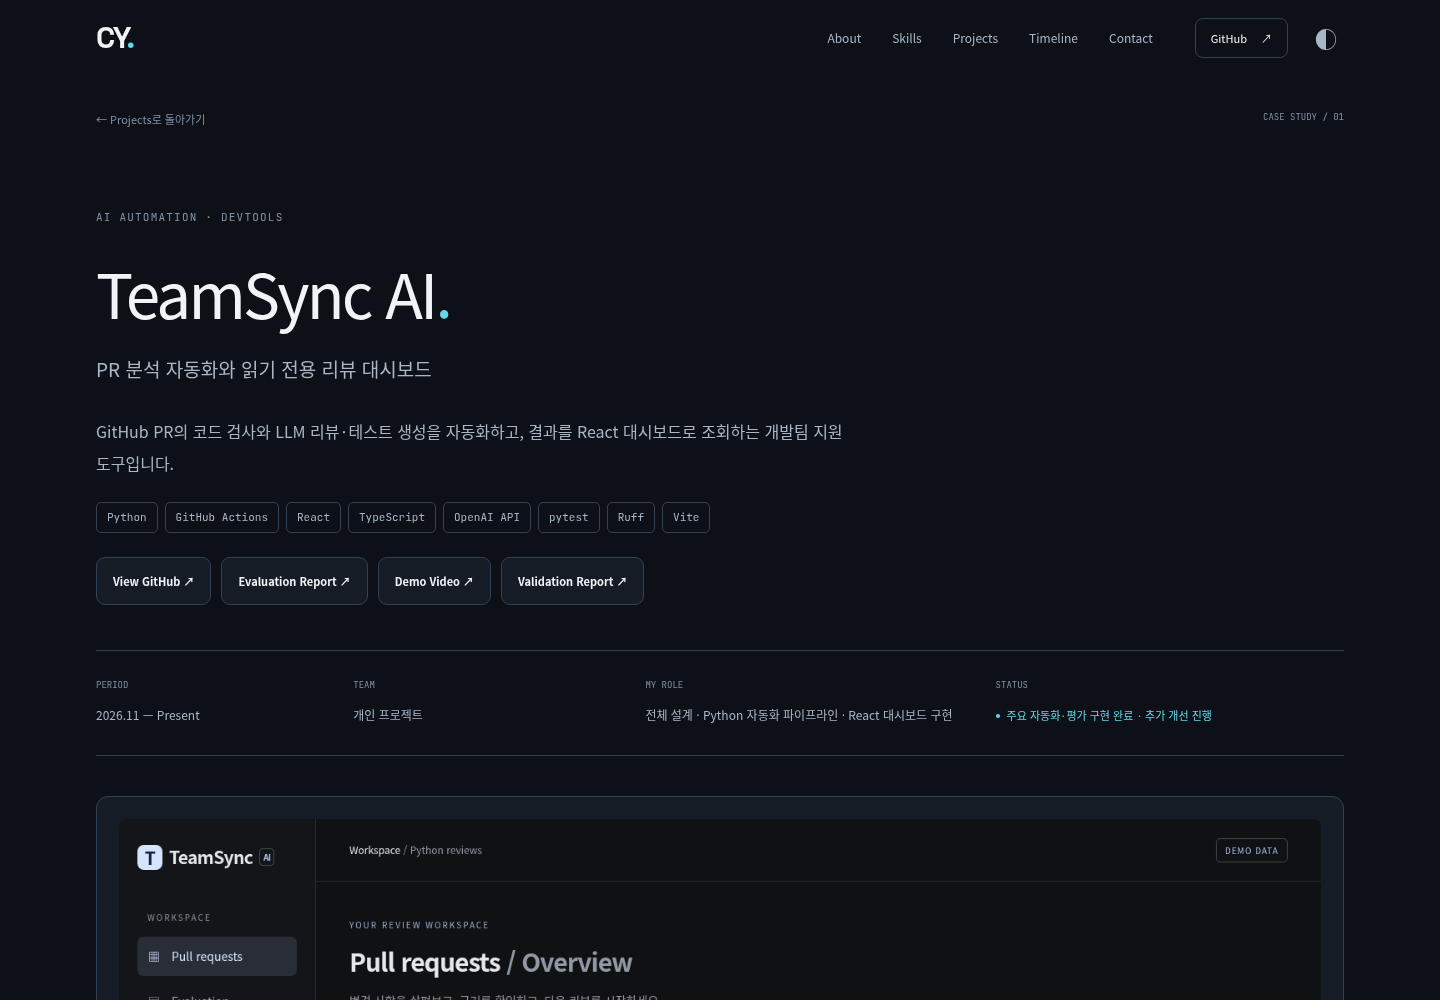 CY.
About Skills Projects Timeline Contact GitHub ↗
← Projects로 돌아가기
CASE STUDY / 01
AI AUTOMATION · DEVTOOLS
TeamSync AI.
PR 분석 자동화와 읽기 전용 리뷰 대시보드
GitHub PR의 코드 검사와 LLM 리뷰·테스트 생성을 자동화하고, 결과를 React 대시보드로 조회하는 개발팀 지원
도구입니다.
Python GitHub Actions React TypeScript OpenAI API pytest Ruff Vite
View GitHub ↗ Evaluation Report ↗ Demo Video ↗ Validation Report ↗
PERIOD
2026.11 — Present
TEAM
개인 프로젝트
MY ROLE
전체 설계 · Python 자동화 파이프라인 · React 대시보드 구현
STATUS
• 주요 자동화·평가 구현 완료 · 추가 개선 진행
T TeamSync AI
WORKSPACE
Pull requests
Evaluation
Workspace / Python reviews
DEMO DATA
YOUR REVIEW WORKSPACE
Pull requests / Overview